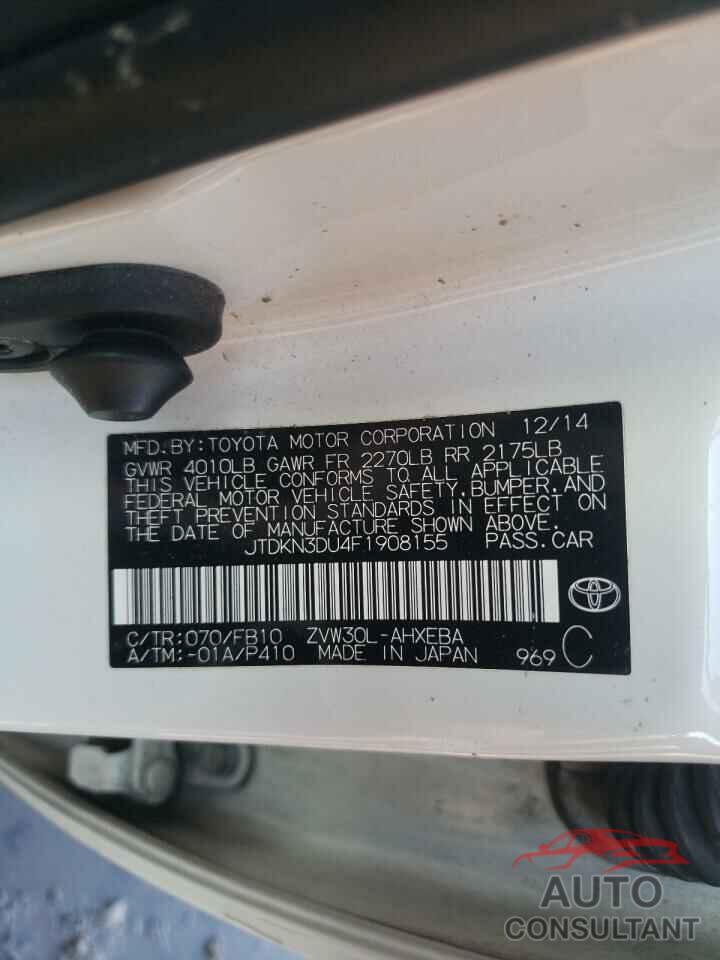 MFD.BY:TOYOTA MOTOR CORPORATION 12/14
GVWR 4010LB GAWR FR 2270LB RR 2175LB
THIS VEHICLE CONFORMS TO ALL APPLICABLE
FEDERAL MOTOR VEHICLE SAFETY,BUMPER,AND
THEFT PREVENTION STANDARDS IN EFFECT ON
THE DATE OF MANUFACTURE SHOWN ABOVE.
JTDKN3DU4F1908155 PASS.CAR
C/TR:070/FB10 ZVW30L-AHXEBA
A/TM:-01A/P410 MADE IN JAPAN 969 C
AUTO
CONSULTANT